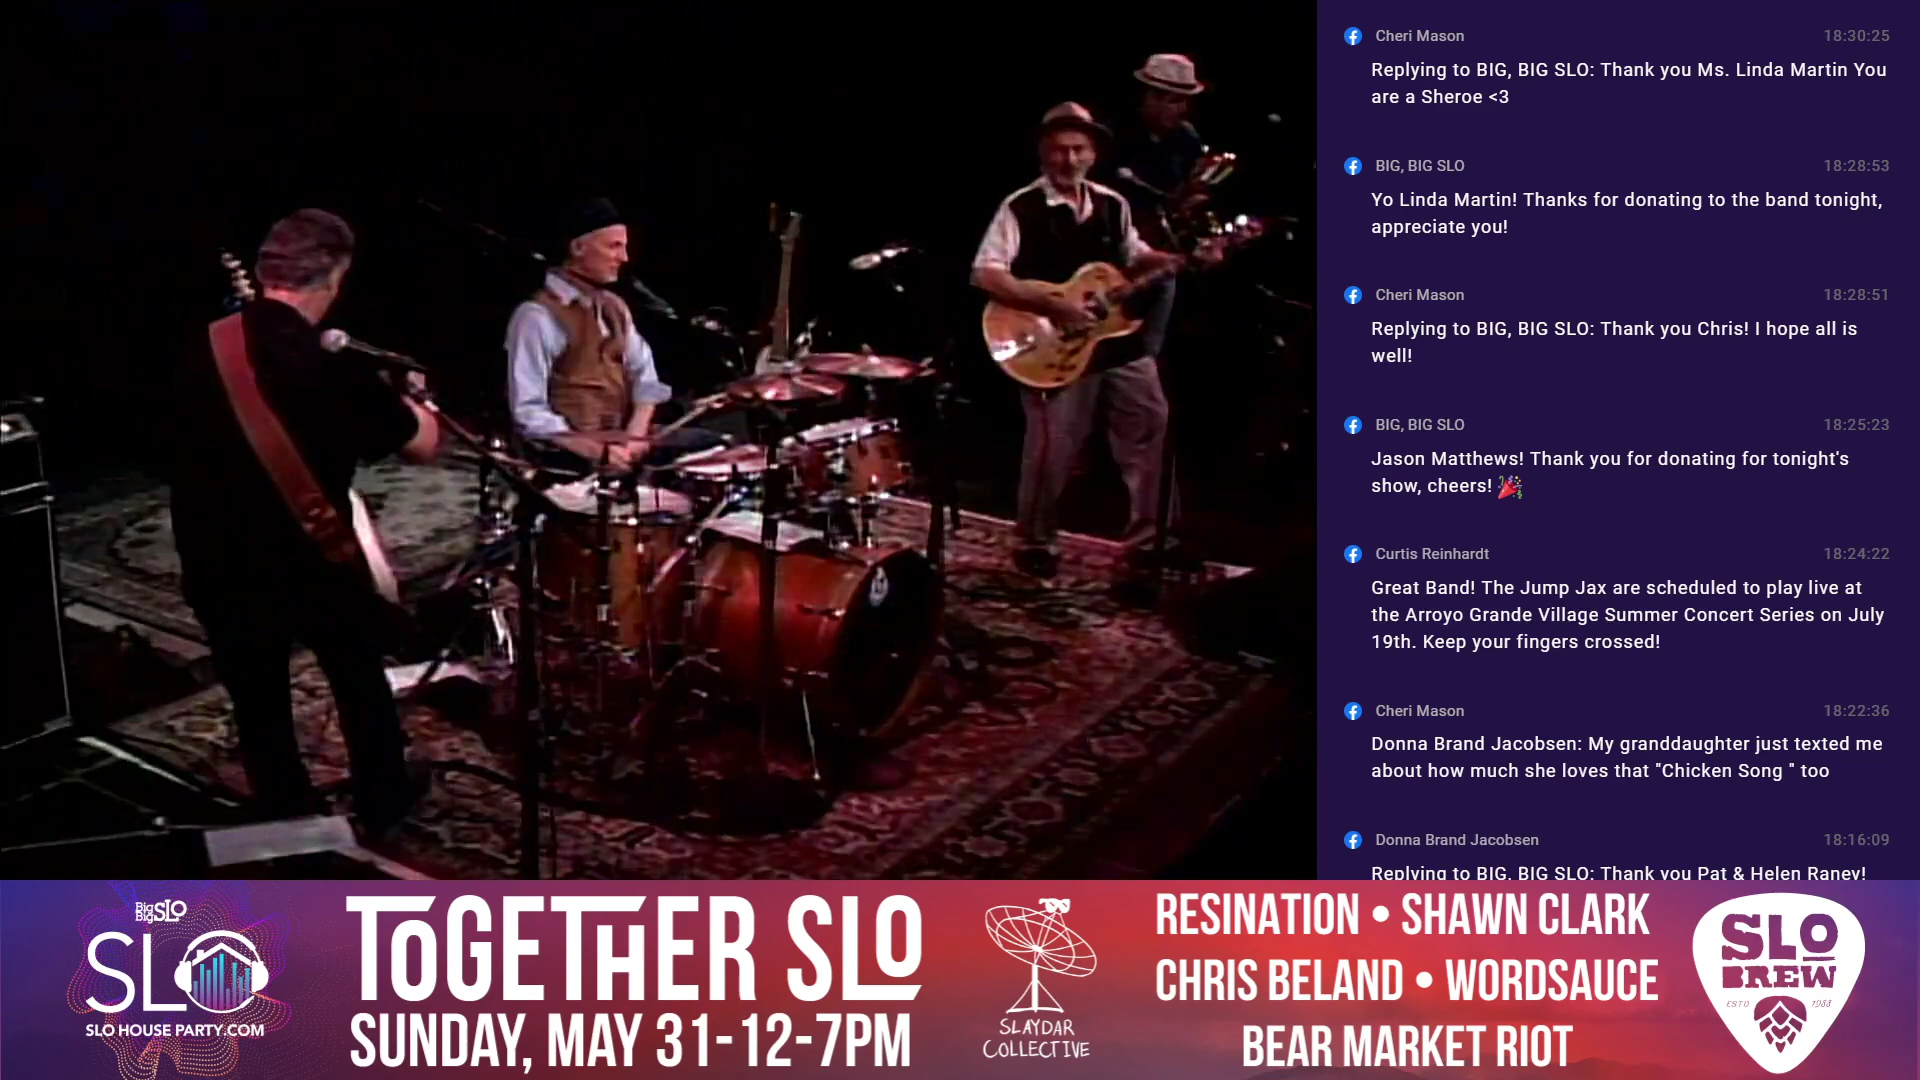 Cheri Mason 18:30:25
Replying to BIG, BIG SLO: Thank you Ms. Linda Martin You
are a Sheroe <3
BIG, BIG SLO 18:28:53
Yo Linda Martin! Thanks for donating to the band tonight,
appreciate you!
Cheri Mason 18:28:51
Replying to BIG, BIG SLO: Thank you Chris! I hope all is
well!
BIG, BIG SLO 18:25:23
Jason Matthews! Thank you for donating for tonight's
show, cheers! 🎉
Curtis Reinhardt 18:24:22
Great Band! The Jump Jax are scheduled to play live at
the Arroyo Grande Village Summer Concert Series on July
19th. Keep your fingers crossed!
Cheri Mason 18:22:36
Donna Brand Jacobsen: My granddaughter just texted me
about how much she loves that "Chicken Song " too
Donna Brand Jacobsen 18:16:09
Replying to BIG, BIG SLO: Thank you Pat & Helen Raney!
Big Big SLO
SLO
SLO HOUSE PARTY.COM
TOGETHER SLO
SUNDAY, MAY 31-12-7PM
SLAYDAR
COLLECTIVE
RESINATION • SHAWN CLARK
CHRIS BELAND • WORDSAUCE
BEAR MARKET RIOT
SLO
BREW
ESTD 1988